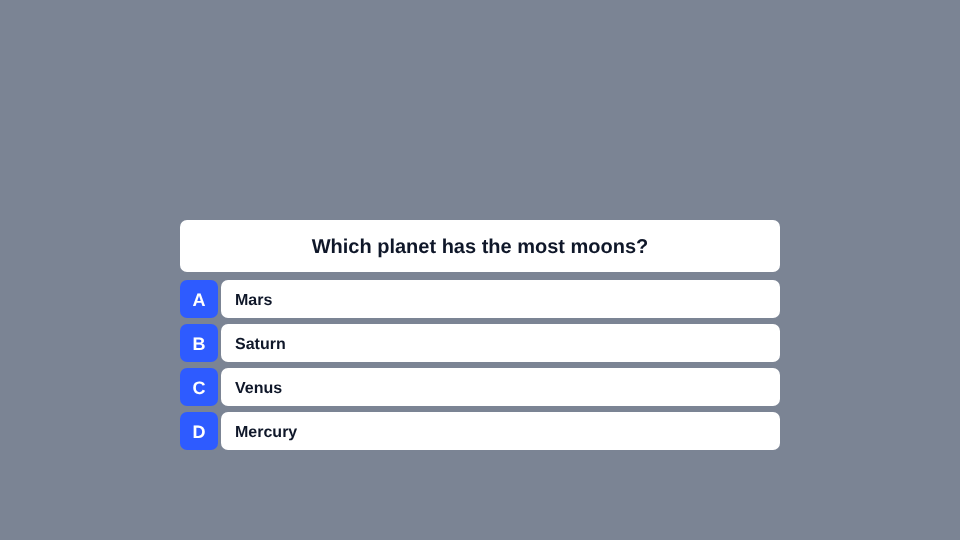 Which planet has the most moons?
A Mars
B Saturn
C Venus
D Mercury